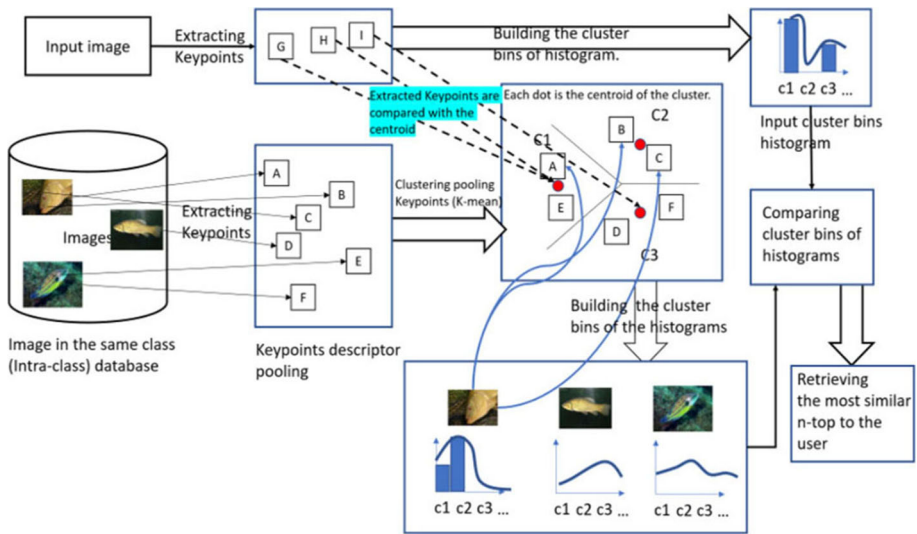 Input image
Extracting
Keypoints
G
H
I
Building the cluster
bins of histogram.
c1 c2 c3 ...
Input cluster bins
histogram
Extracted Keypoints are
compared with the
centroid
Each dot is the centroid of the cluster.
C1
C2
C3
A
B
C
D
E
F
Images
Extracting
Keypoints
A
B
C
D
E
F
Clustering pooling
Keypoints (K-mean)
Image in the same class
(Intra-class) database
Keypoints descriptor
pooling
Building the cluster
bins of the histograms
Comparing
cluster bins of
histograms
Retrieving
the most similar
n-top to the
user
c1 c2 c3 ...
c1 c2 c3 ...
c1 c2 c3 ...